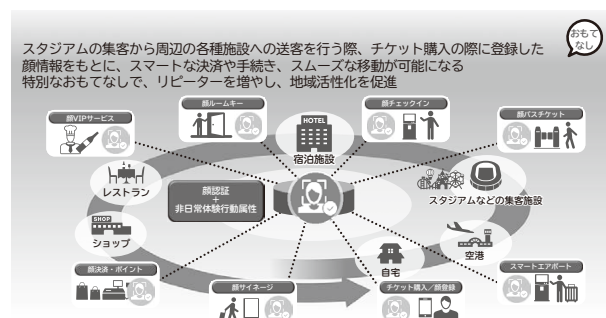 おもて
なし
スタジアムの集客から周辺の各種施設への送客を行う際、チケット購入の際に登録した
顔情報をもとに、スマートな決済や手続き、スムーズな移動が可能になる
特別なおもてなしで、リピーターを増やし、地域活性化を促進
顔VIPサービス
顔ルームキー
顔チェックイン
顔パスチケット
HOTEL
宿泊施設
レストラン
顔認証
+
非日常体験行動属性
スタジアムなどの集客施設
SHOP
ショップ
空港
自宅
顔決済・ポイント
顔サイネージ
チケット購入/顔登録
スマートエアポート